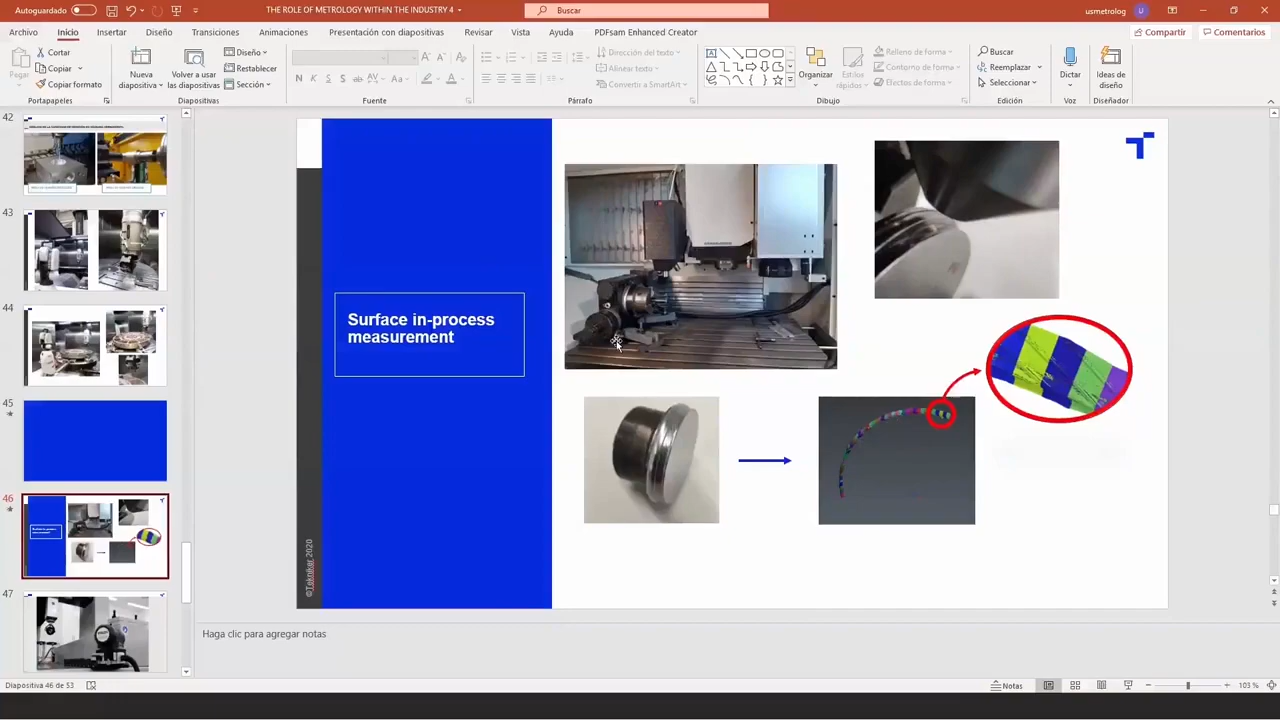 Autoguardado
THE ROLE OF METROLOGY WITHIN THE INDUSTRY 4
Buscar
usmetrolog
U
Archivo
Inicio
Insertar
Diseño
Transiciones
Animaciones
Presentación con diapositivas
Revisar
Vista
Ayuda
PDFsam Enhanced Creator
Compartir
Comentarios
Pegar
Cortar
Copiar
Copiar formato
Portapapeles
Nueva diapositiva
Volver a usar las diapositivas
Diseño
Restablecer
Sección
Diapositivas
N K S S ab AV Aa
Fuente
Dirección del texto
Alinear texto
Convertir a SmartArt
Párrafo
Organizar
Estilos rápidos
Relleno de forma
Contorno de forma
Efectos de forma
Dibujo
Buscar
Reemplazar
Seleccionar
Edición
Dictar
Voz
Ideas de diseño
Diseñador
42
43
44
45
46
47
Surface in-process
measurement
©Tekniker, 2020
Haga clic para agregar notas
Diapositiva 46 de 53
Notas
103 %